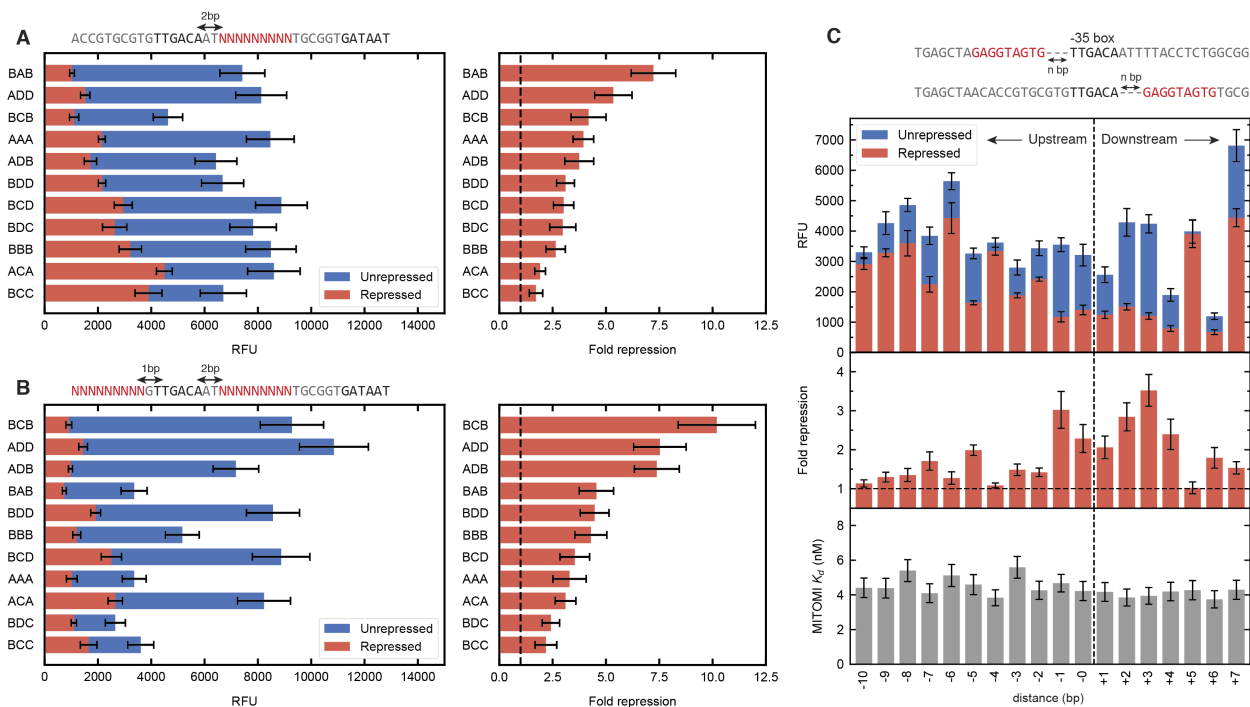 A
2bp
ACCGTGCGTGTTGACAATNNNNNNNNNTGCGGTGATAAT
BAB
ADD
BCB
AAA
ADB
BDD
BCD
BDC
BBB
ACA
BCC
Unrepressed
Repressed
0 2000 4000 6000 8000 10000 12000 14000
RFU
BAB
ADD
BCB
AAA
ADB
BDD
BCD
BDC
BBB
ACA
BCC
0.0 2.5 5.0 7.5 10.0 12.5
Fold repression
B
1bp 2bp
NNNNNNNNNGTTGACAATNNNNNNNNNTGCGGTGATAAT
BCB
ADD
ADB
BAB
BDD
BBB
BCD
AAA
ACA
BDC
BCC
Unrepressed
Repressed
0 2000 4000 6000 8000 10000 12000 14000
RFU
BCB
ADD
ADB
BAB
BDD
BBB
BCD
AAA
ACA
BDC
BCC
0.0 2.5 5.0 7.5 10.0 12.5
Fold repression
C
-35 box
TGAGCTAGAGGTAGTG---TTGACAATTTTACCTCTGGCGG
n bp
n bp
TGAGCTAACACCGTGCGTGTTGACA---GAGGTAGTGTGCG
Unrepressed
Repressed
Upstream
Downstream
7000
6000
5000
4000
3000
2000
1000
0
RFU
4
3
2
1
Fold repression
8
6
4
2
0
MITOMI Kd (nM)
-10 -9 -8 -7 -6 -5 -4 -3 -2 -1 -0 +1 +2 +3 +4 +5 +6 +7
distance (bp)